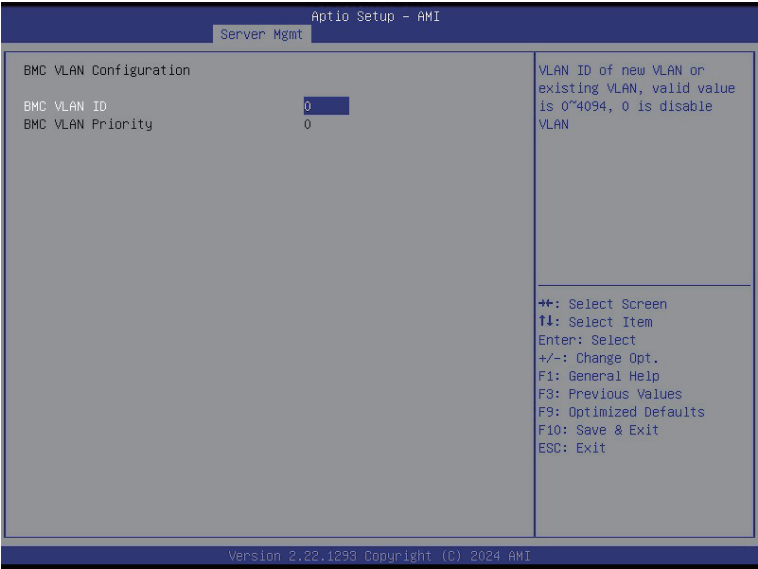 Aptio Setup – AMI
Server Mgmt
BMC VLAN Configuration
BMC VLAN ID 0
BMC VLAN Priority 0
VLAN ID of new VLAN or
existing VLAN, valid value
is 0~4094, 0 is disable
VLAN
→←: Select Screen
↑↓: Select Item
Enter: Select
+/-: Change Opt.
F1: General Help
F3: Previous Values
F9: Optimized Defaults
F10: Save & Exit
ESC: Exit
Version 2.22.1293 Copyright (C) 2024 AMI